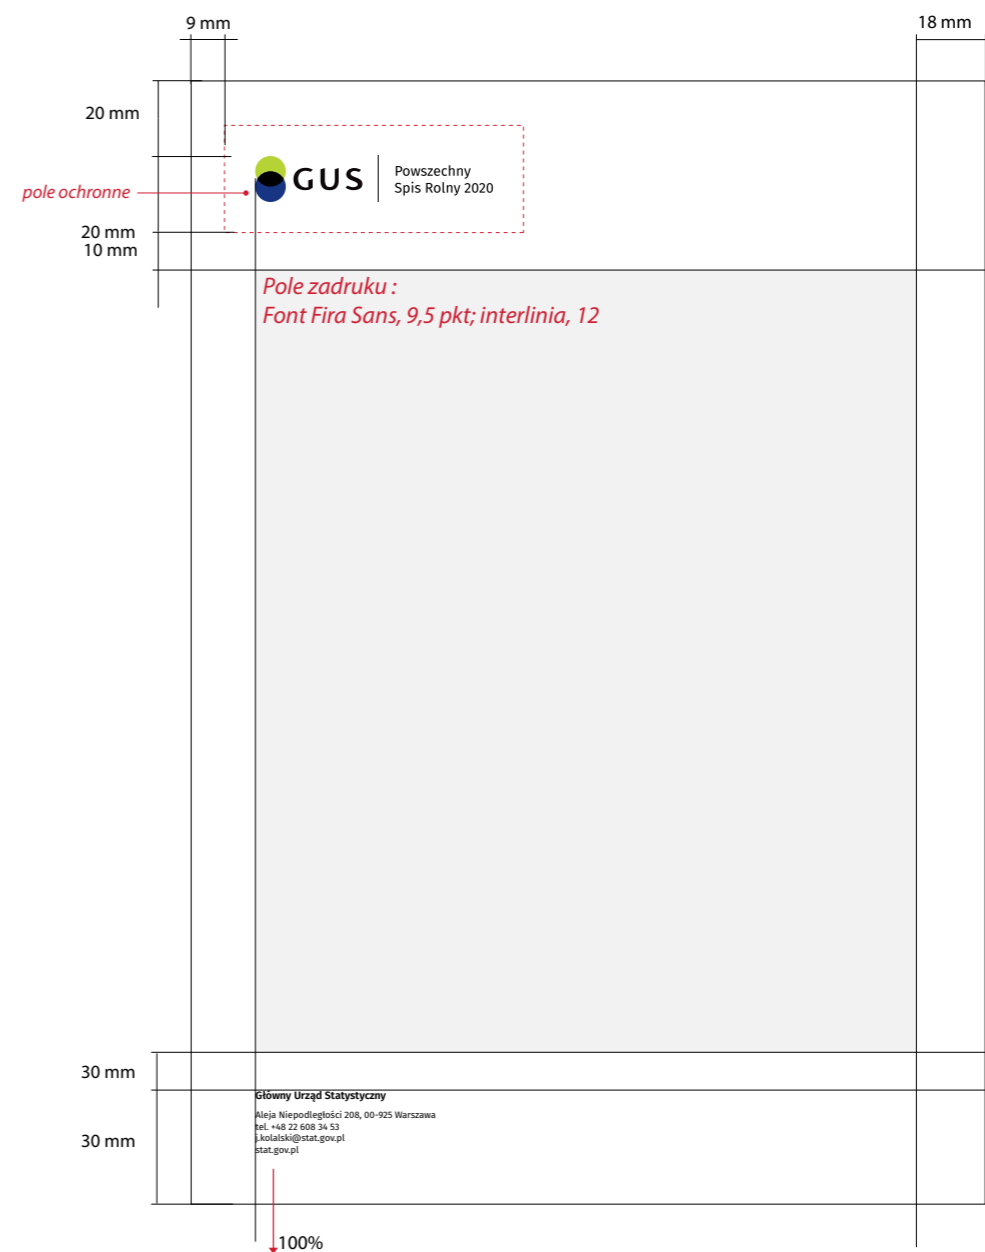 9 mm
18 mm
20 mm
pole ochronne
GUS
Powszechny
Spis Rolny 2020
20 mm
10 mm
Pole zadruku :
Font Fira Sans, 9,5 pkt; interlinia, 12
30 mm
Główny Urząd Statystyczny
Aleja Niepodległości 208, 00-925 Warszawa
tel. +48 22 608 34 53
j.kolalski@stat.gov.pl
stat.gov.pl
30 mm
100%